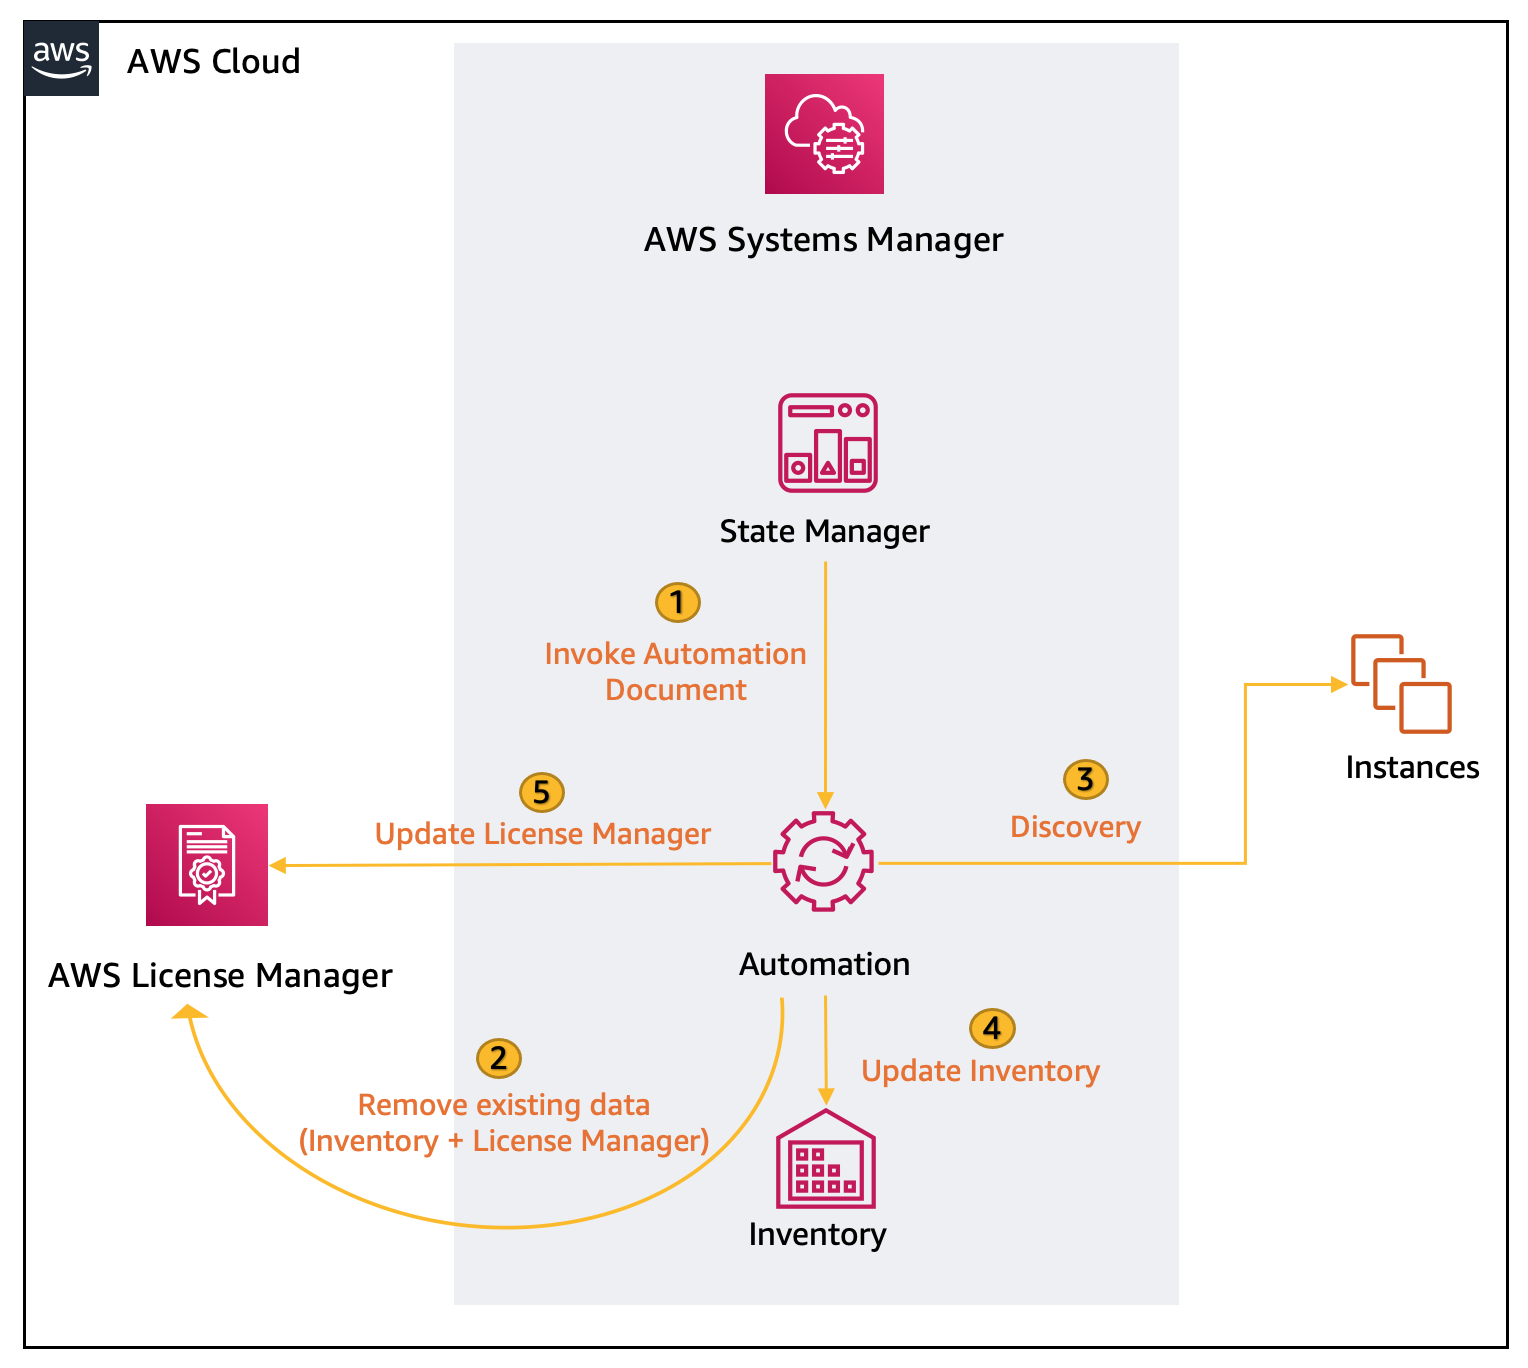 aws
AWS Cloud
AWS Systems Manager
State Manager
1
Invoke Automation
Document
Instances
3
Discovery
5
Update License Manager
AWS License Manager
Automation
4
Update Inventory
2
Remove existing data
(Inventory + License Manager)
Inventory